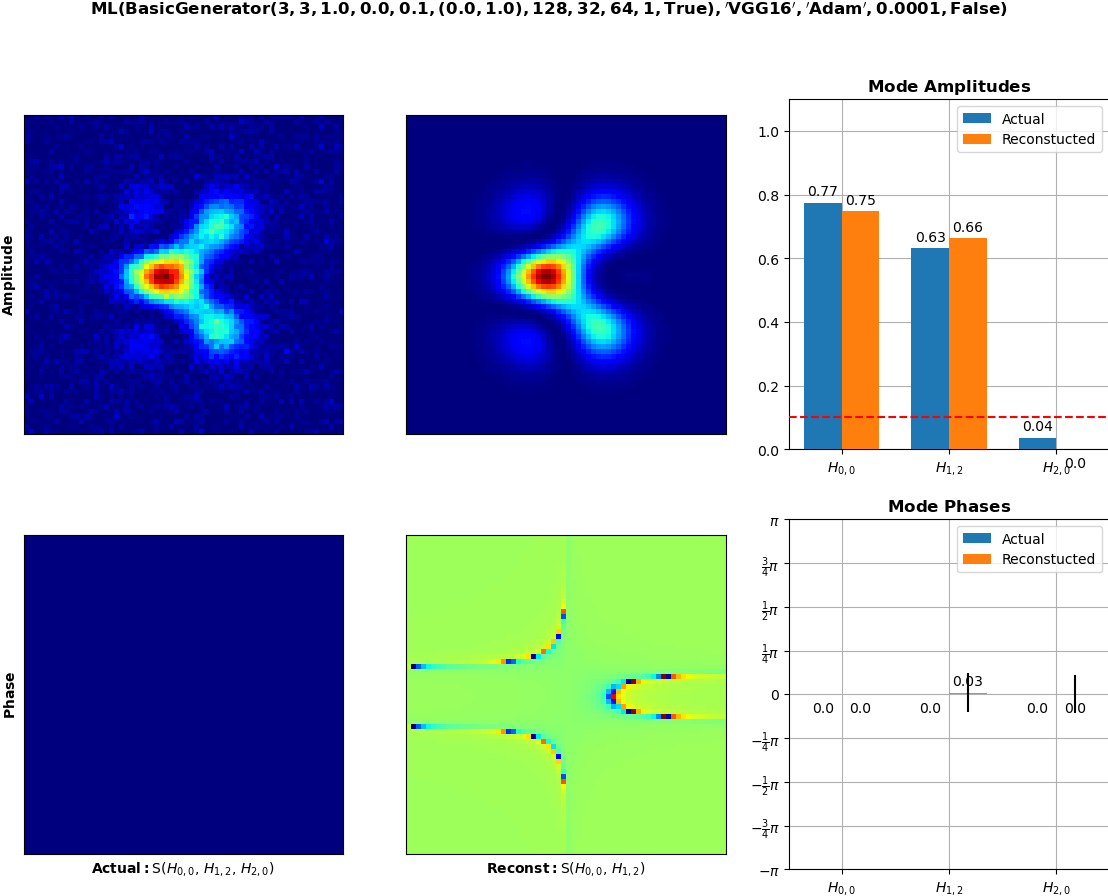 ML(BasicGenerator(3, 3, 1.0, 0.0, 0.1, (0.0, 1.0), 128, 32, 64, 1, True), ′VGG16′, ′Adam′, 0.0001, False)
Amplitude
Mode Amplitudes
Actual
Reconstucted
1.0
0.8
0.6
0.4
0.2
0.0
0.77
0.75
0.63
0.66
0.04
0.0
H0,0
H1,2
H2,0
Phase
Actual: S(H0,0, H1,2, H2,0)
Reconst: S(H0,0, H1,2)
Mode Phases
Actual
Reconstucted
π
3/4π
1/2π
1/4π
0
−1/4π
−1/2π
−3/4π
−π
0.0
0.0
0.0
0.03
0.0
0.0
H0,0
H1,2
H2,0